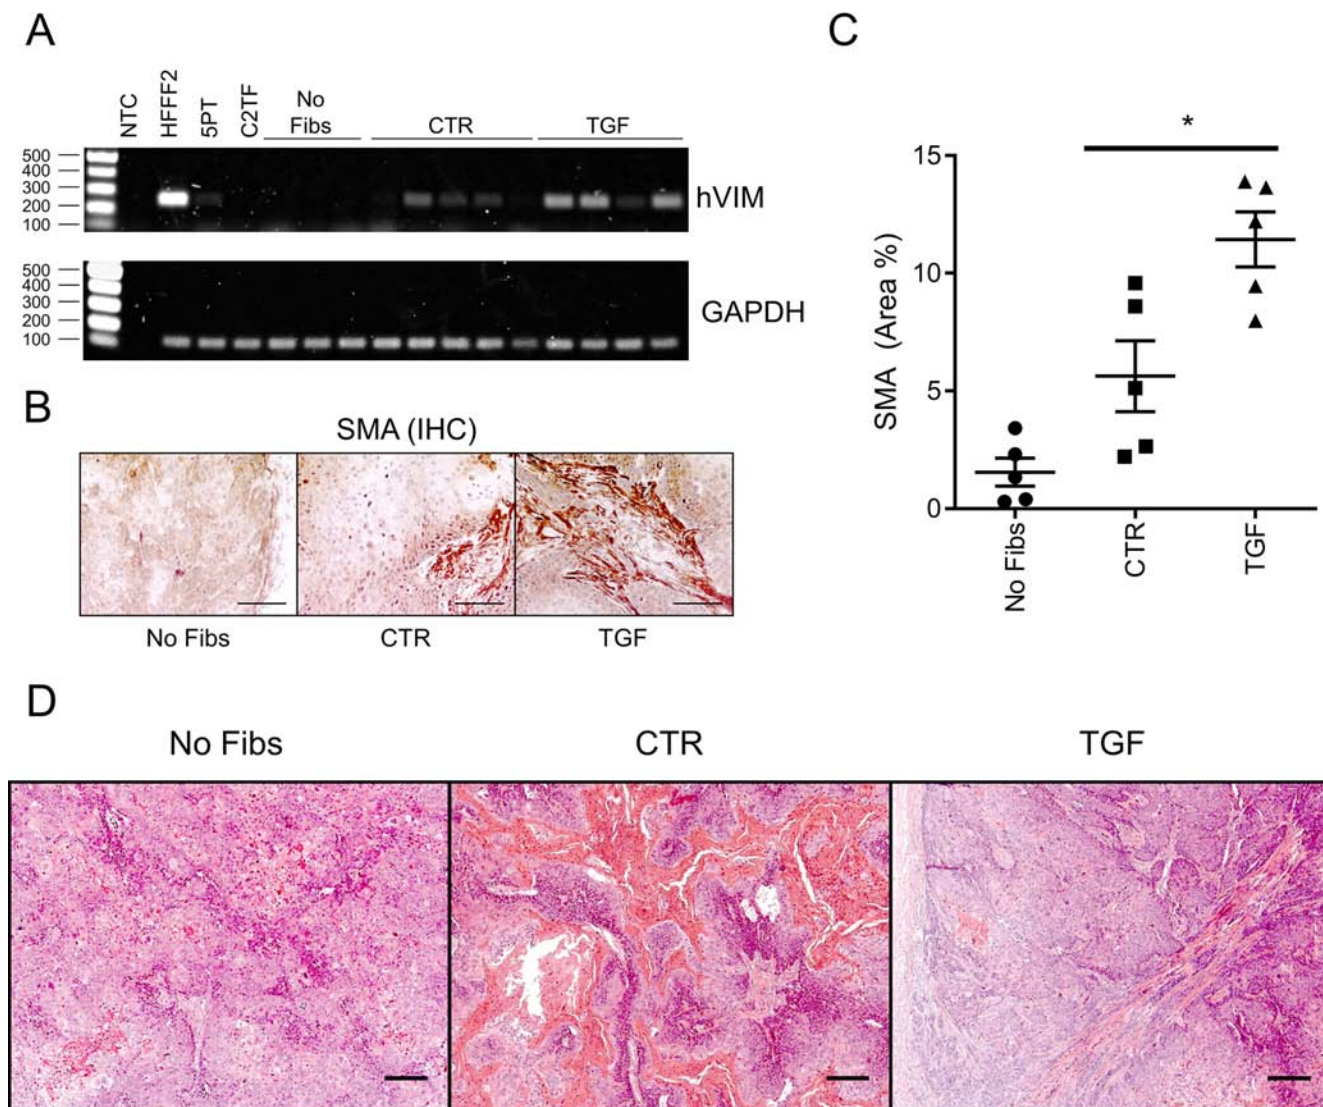 A
NTC
HFFF2
5PT
C2TF
No
Fibs
CTR
TGF
500
400
300
200
100
hVIM
500
400
300
200
100
GAPDH
B
SMA (IHC)
No Fibs
CTR
TGF
C
*
SMA (Area %)
15
10
5
0
No Fibs
CTR
TGF
D
No Fibs
CTR
TGF